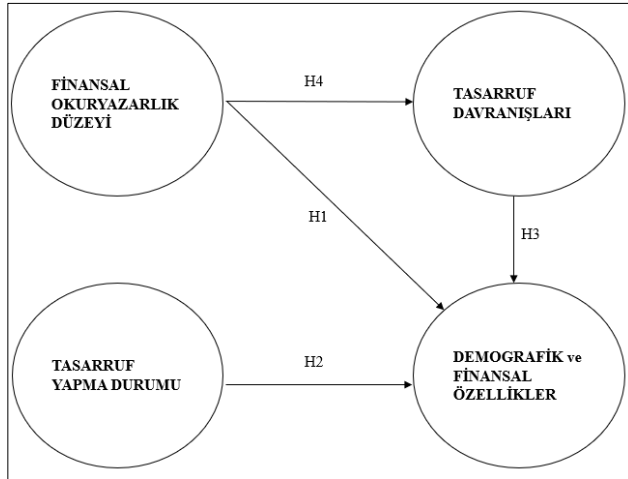 FİNANSAL
OKURYAZARLIK
DÜZEYİ
H4
TASARRUF
DAVRANIŞLARI
H1
H3
TASARRUF
YAPMA DURUMU
H2
DEMOGRAFİK ve
FİNANSAL
ÖZELLİKLER